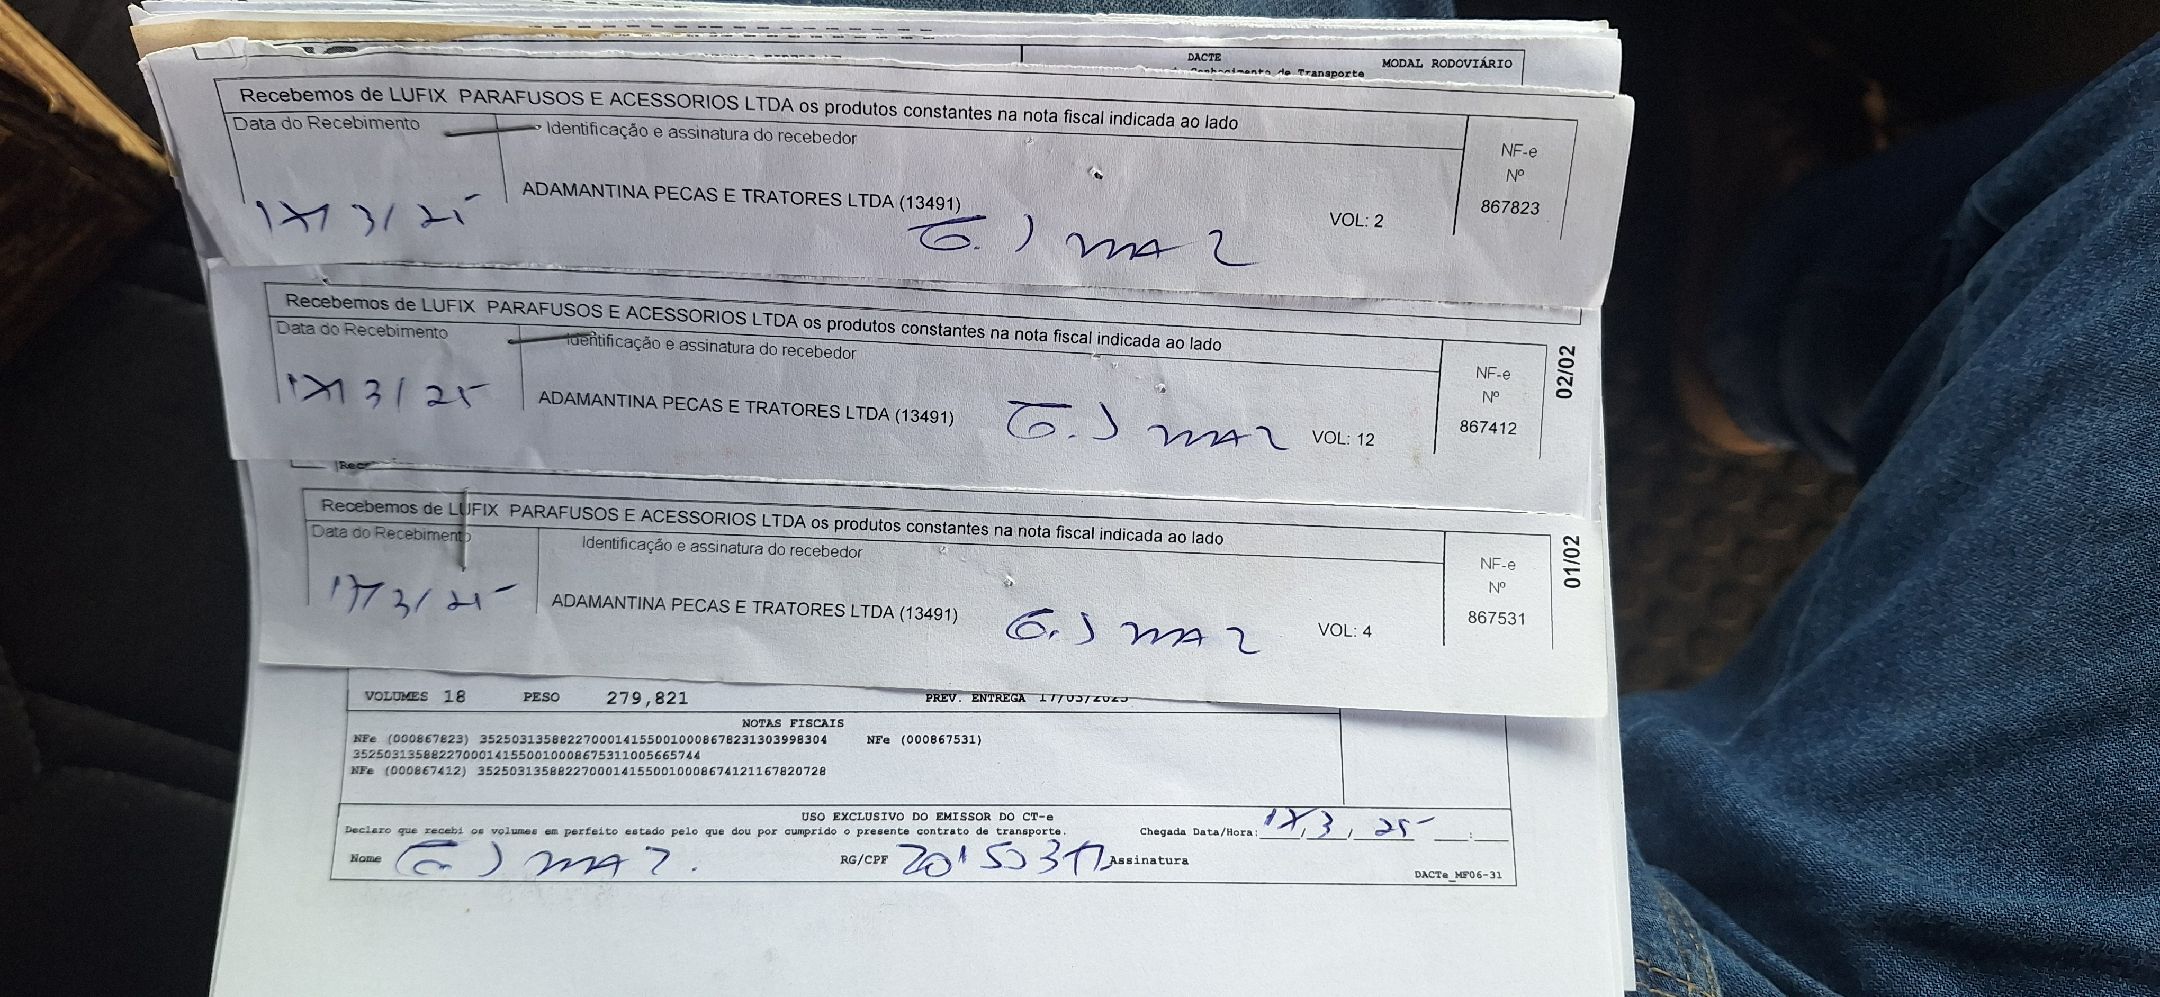 DACTE
MODAL RODOVIÁRIO
de Transporte
Recebemos de LUFIX PARAFUSOS E ACESSORIOS LTDA os produtos constantes na nota fiscal indicada ao lado
Data do Recebimento
Identificação e assinatura do recebedor
NF-e
Nº
867823
ADAMANTINA PECAS E TRATORES LTDA (13491)
VOL: 2
17/3/25
Recebemos de LUFIX PARAFUSOS E ACESSORIOS LTDA os produtos constantes na nota fiscal indicada ao lado
Data do Recebimento
Identificação e assinatura do recebedor
NF-e
Nº
867412
02/02
ADAMANTINA PECAS E TRATORES LTDA (13491)
VOL: 12
17/3/25
Recebemos de LUFIX PARAFUSOS E ACESSORIOS LTDA os produtos constantes na nota fiscal indicada ao lado
Data do Recebimento
Identificação e assinatura do recebedor
NF-e
Nº
867531
01/02
ADAMANTINA PECAS E TRATORES LTDA (13491)
VOL: 4
17/3/25
VOLUMES 18 PESO 279,821 PREV. ENTREGA 17/03/2025
NOTAS FISCAIS
NFe (000867823) 35250313588227000141550010008678231303998304 NFe (000867531)
35250313588227000141550010008675311005665744
NFe (000867412) 35250313588227000141550010008674121167820728
USO EXCLUSIVO DO EMISSOR DO CT-e
Declaro que recebi os volumes em perfeito estado pelo que dou por cumprido o presente contrato de transporte.
Chegada Data/Hora: 17/3/25
Nome
RG/CPF
Assinatura
DACTe_MF06-31